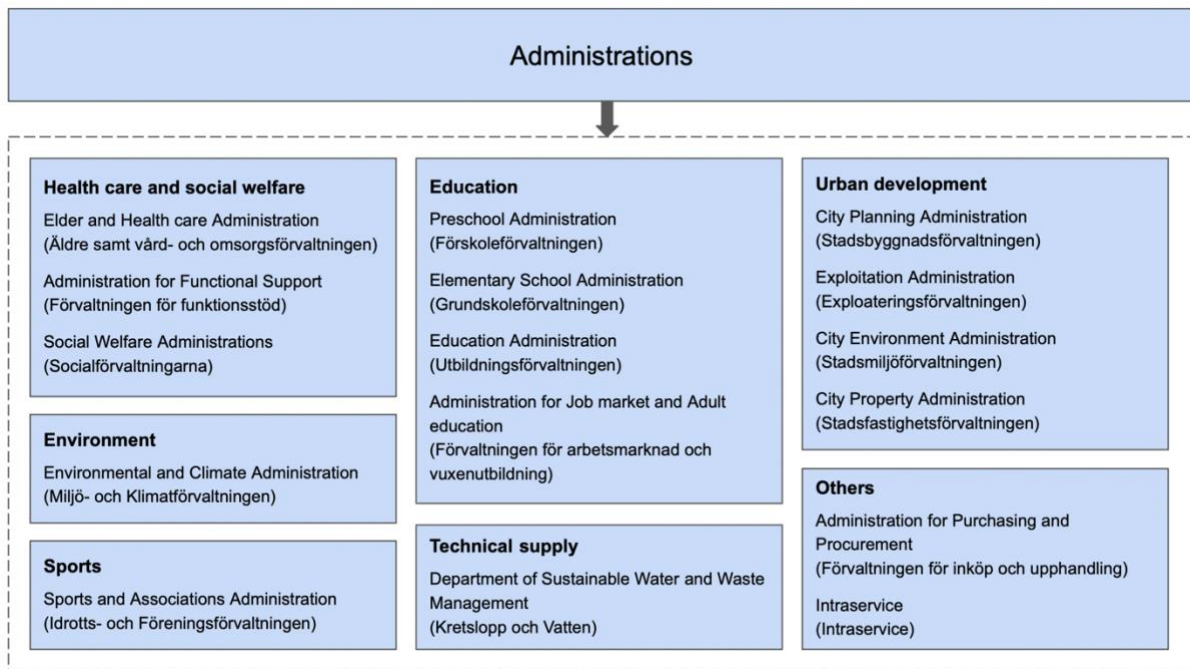 Administrations
Health care and social welfare
Elder and Health care Administration
(Äldre samt vård- och omsorgsförvaltningen)
Administration for Functional Support
(Förvaltningen för funktionsstöd)
Social Welfare Administrations
(Socialförvaltningarna)
Environment
Environmental and Climate Administration
(Miljö- och Klimatförvaltningen)
Sports
Sports and Associations Administration
(Idrotts- och Föreningsförvaltningen)
Education
Preschool Administration
(Förskoleförvaltningen)
Elementary School Administration
(Grundskoleförvaltningen)
Education Administration
(Utbildningsförvaltningen)
Administration for Job market and Adult
education
(Förvaltningen för arbetsmarknad och
vuxenutbildning)
Technical supply
Department of Sustainable Water and Waste
Management
(Kretslopp och Vatten)
Urban development
City Planning Administration
(Stadsbyggnadsförvaltningen)
Exploitation Administration
(Exploateringsförvaltningen)
City Environment Administration
(Stadsmiljöförvaltningen)
City Property Administration
(Stadsfastighetsförvaltningen)
Others
Administration for Purchasing and
Procurement
(Förvaltningen för inköp och upphandling)
Intraservice
(Intraservice)